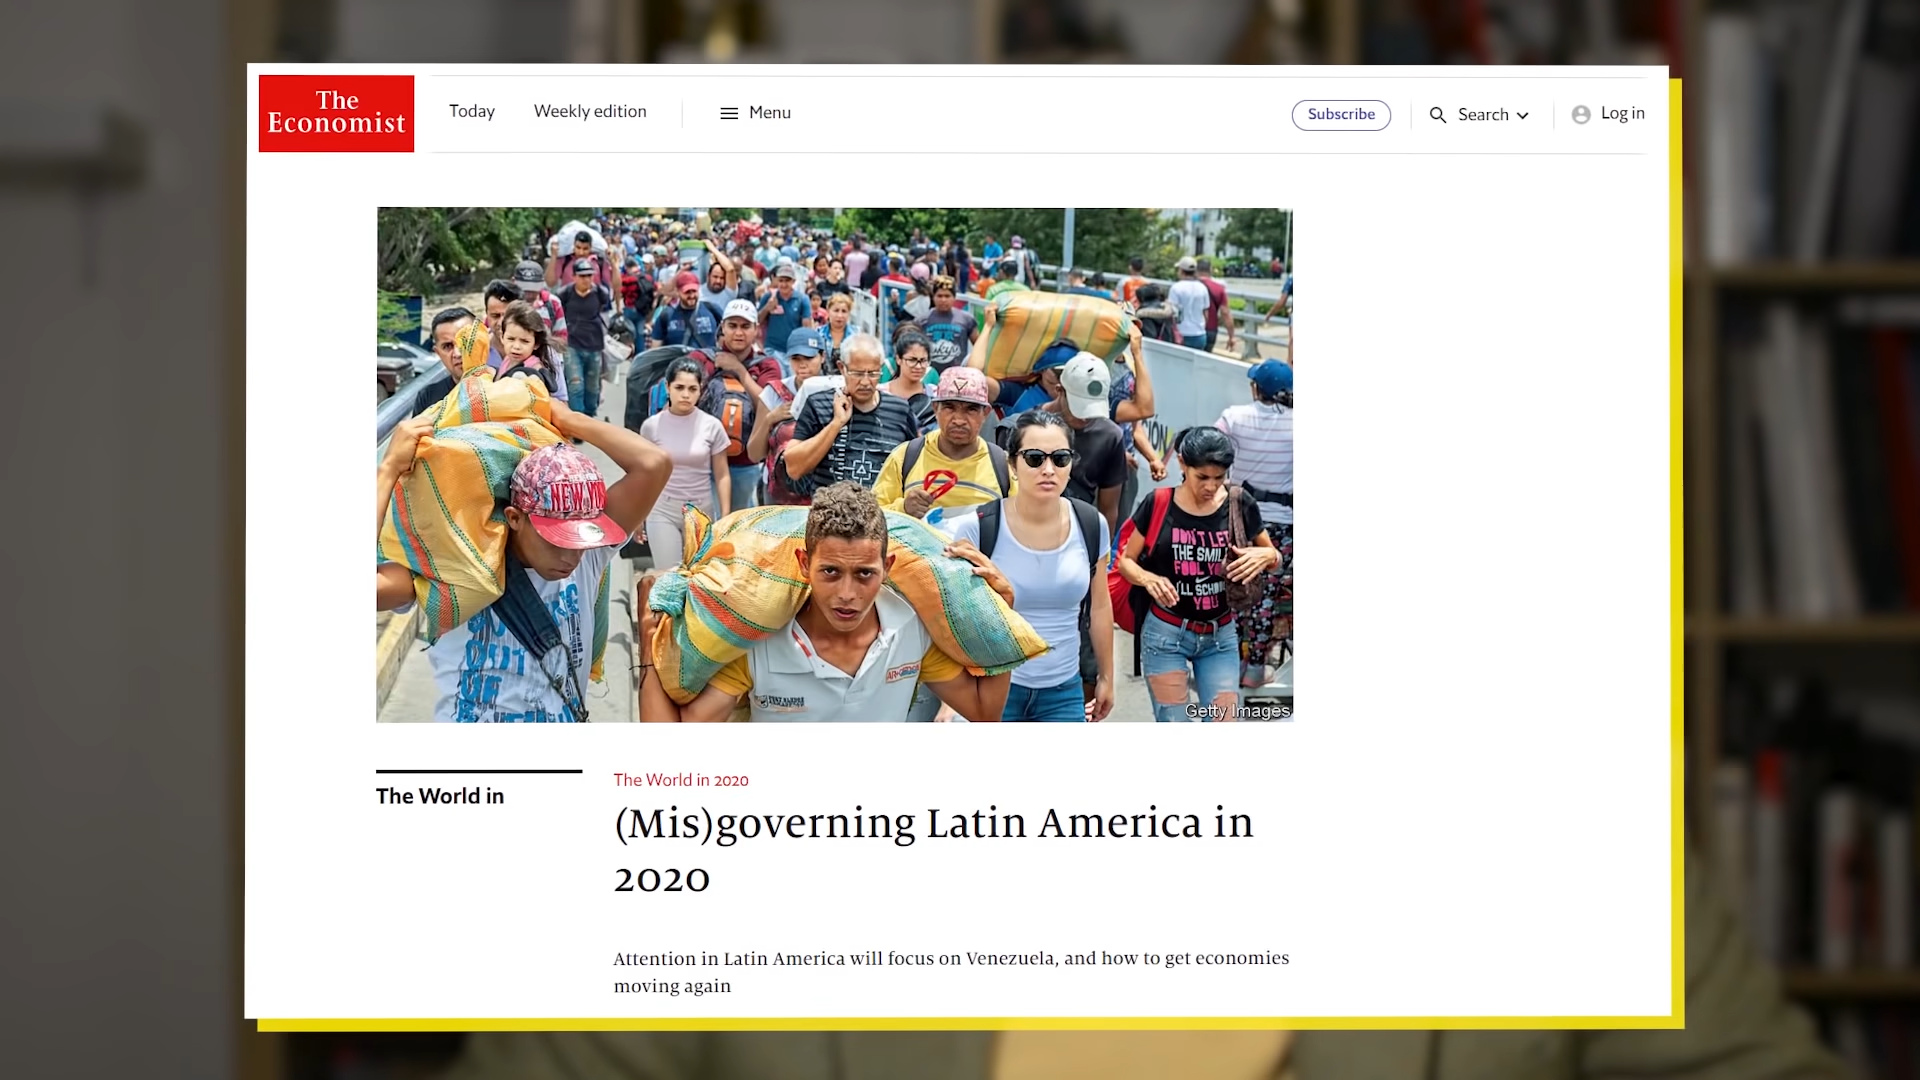 The
Economist
Today
Weekly edition
Menu
Subscribe
Search
Log in
NEW YO
DON'T LET
THE SMIL
FOOL YO
I'LL SCHO
YOU
OUT
Getty Images
The World in
The World in 2020
(Mis)governing Latin America in
2020
Attention in Latin America will focus on Venezuela, and how to get economies
moving again